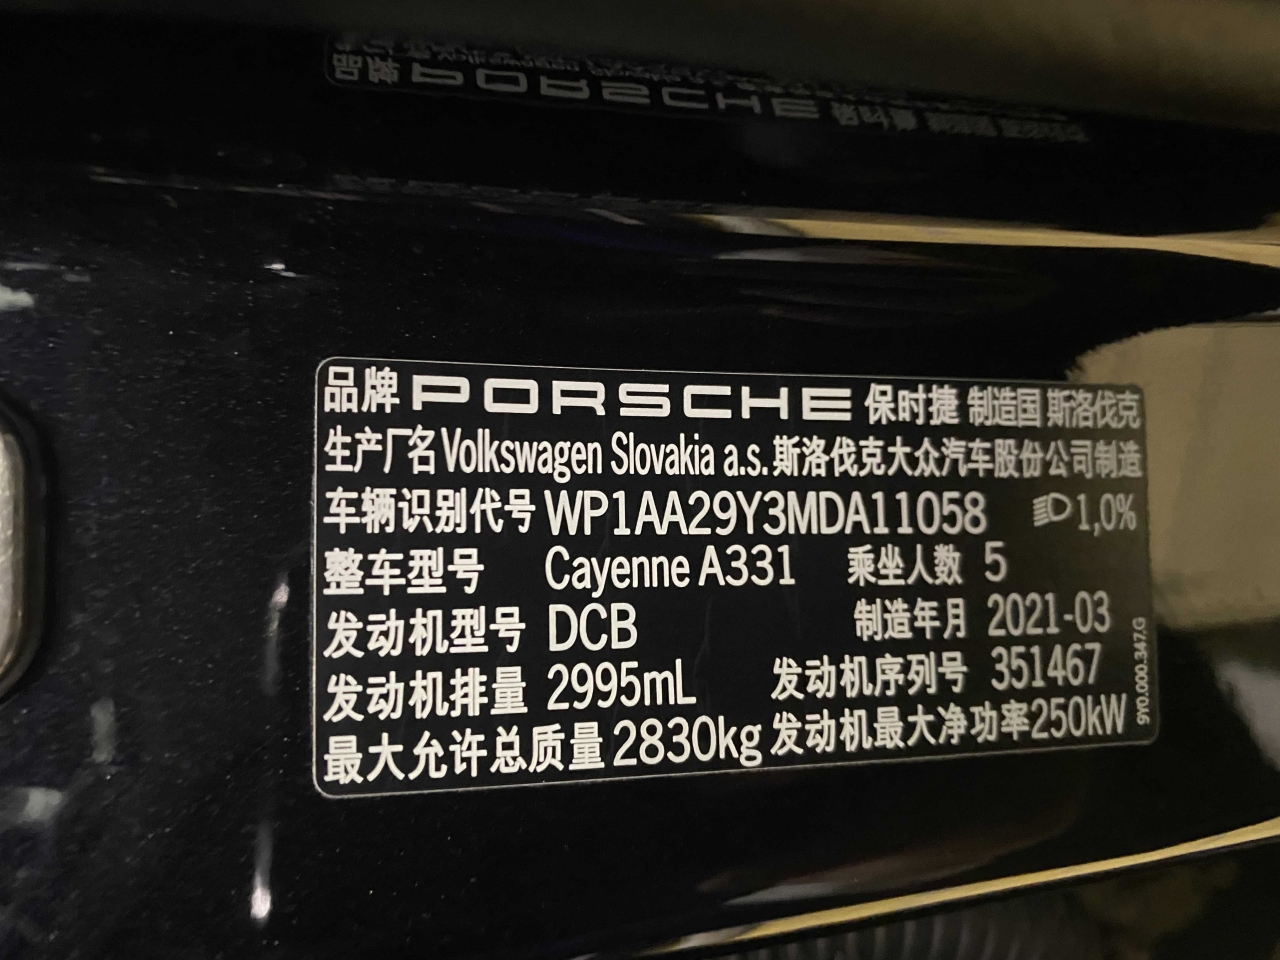 品牌 PORSCHE 保时捷 制造国 斯洛伐克
生产厂名 Volkswagen Slovakia a.s. 斯洛伐克大众汽车股份公司制造
车辆识别代号 WP1AA29Y3MDA11058 1,0%
整车型号 Cayenne A331 乘坐人数 5
发动机型号 DCB 制造年月 2021-03
发动机排量 2995mL 发动机序列号 351467
最大允许总质量 2830kg 发动机最大净功率 250kW
9Y0.000.347.G